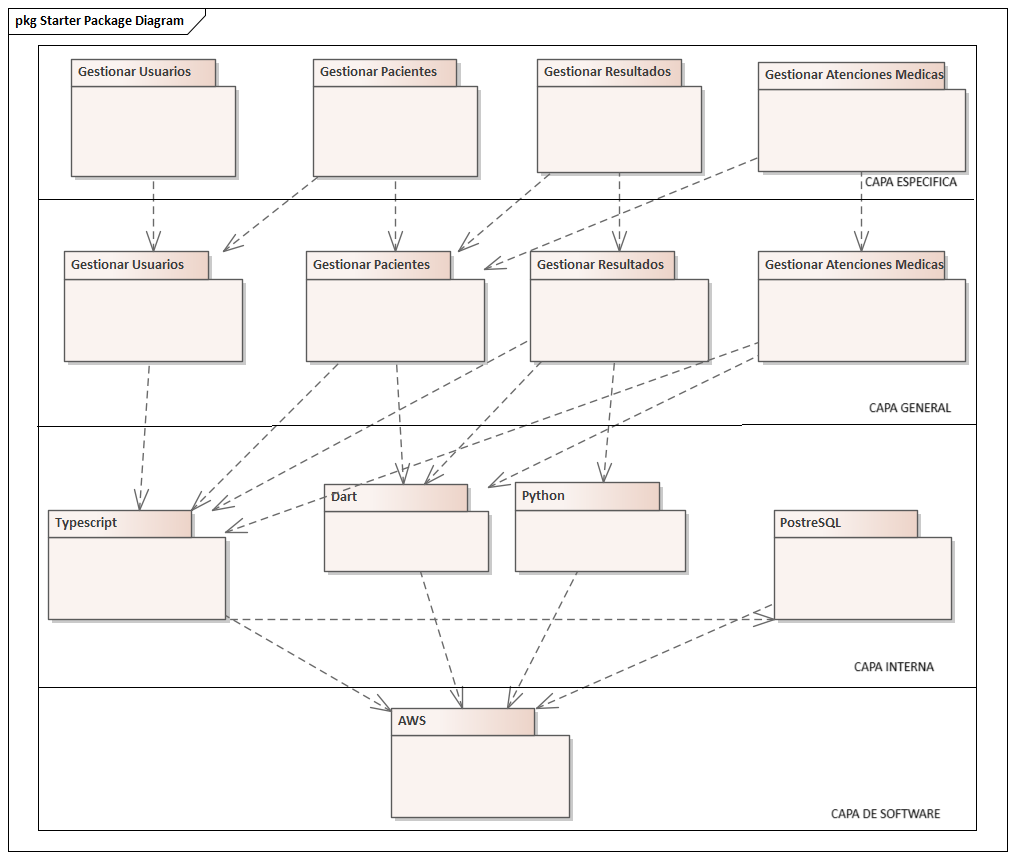 pkg Starter Package Diagram
Gestionar Usuarios
Gestionar Pacientes
Gestionar Resultados
Gestionar Atenciones Medicas
CAPA ESPECIFICA
Gestionar Usuarios
Gestionar Pacientes
Gestionar Resultados
Gestionar Atenciones Medicas
CAPA GENERAL
Typescript
Dart
Python
PostreSQL
CAPA INTERNA
AWS
CAPA DE SOFTWARE